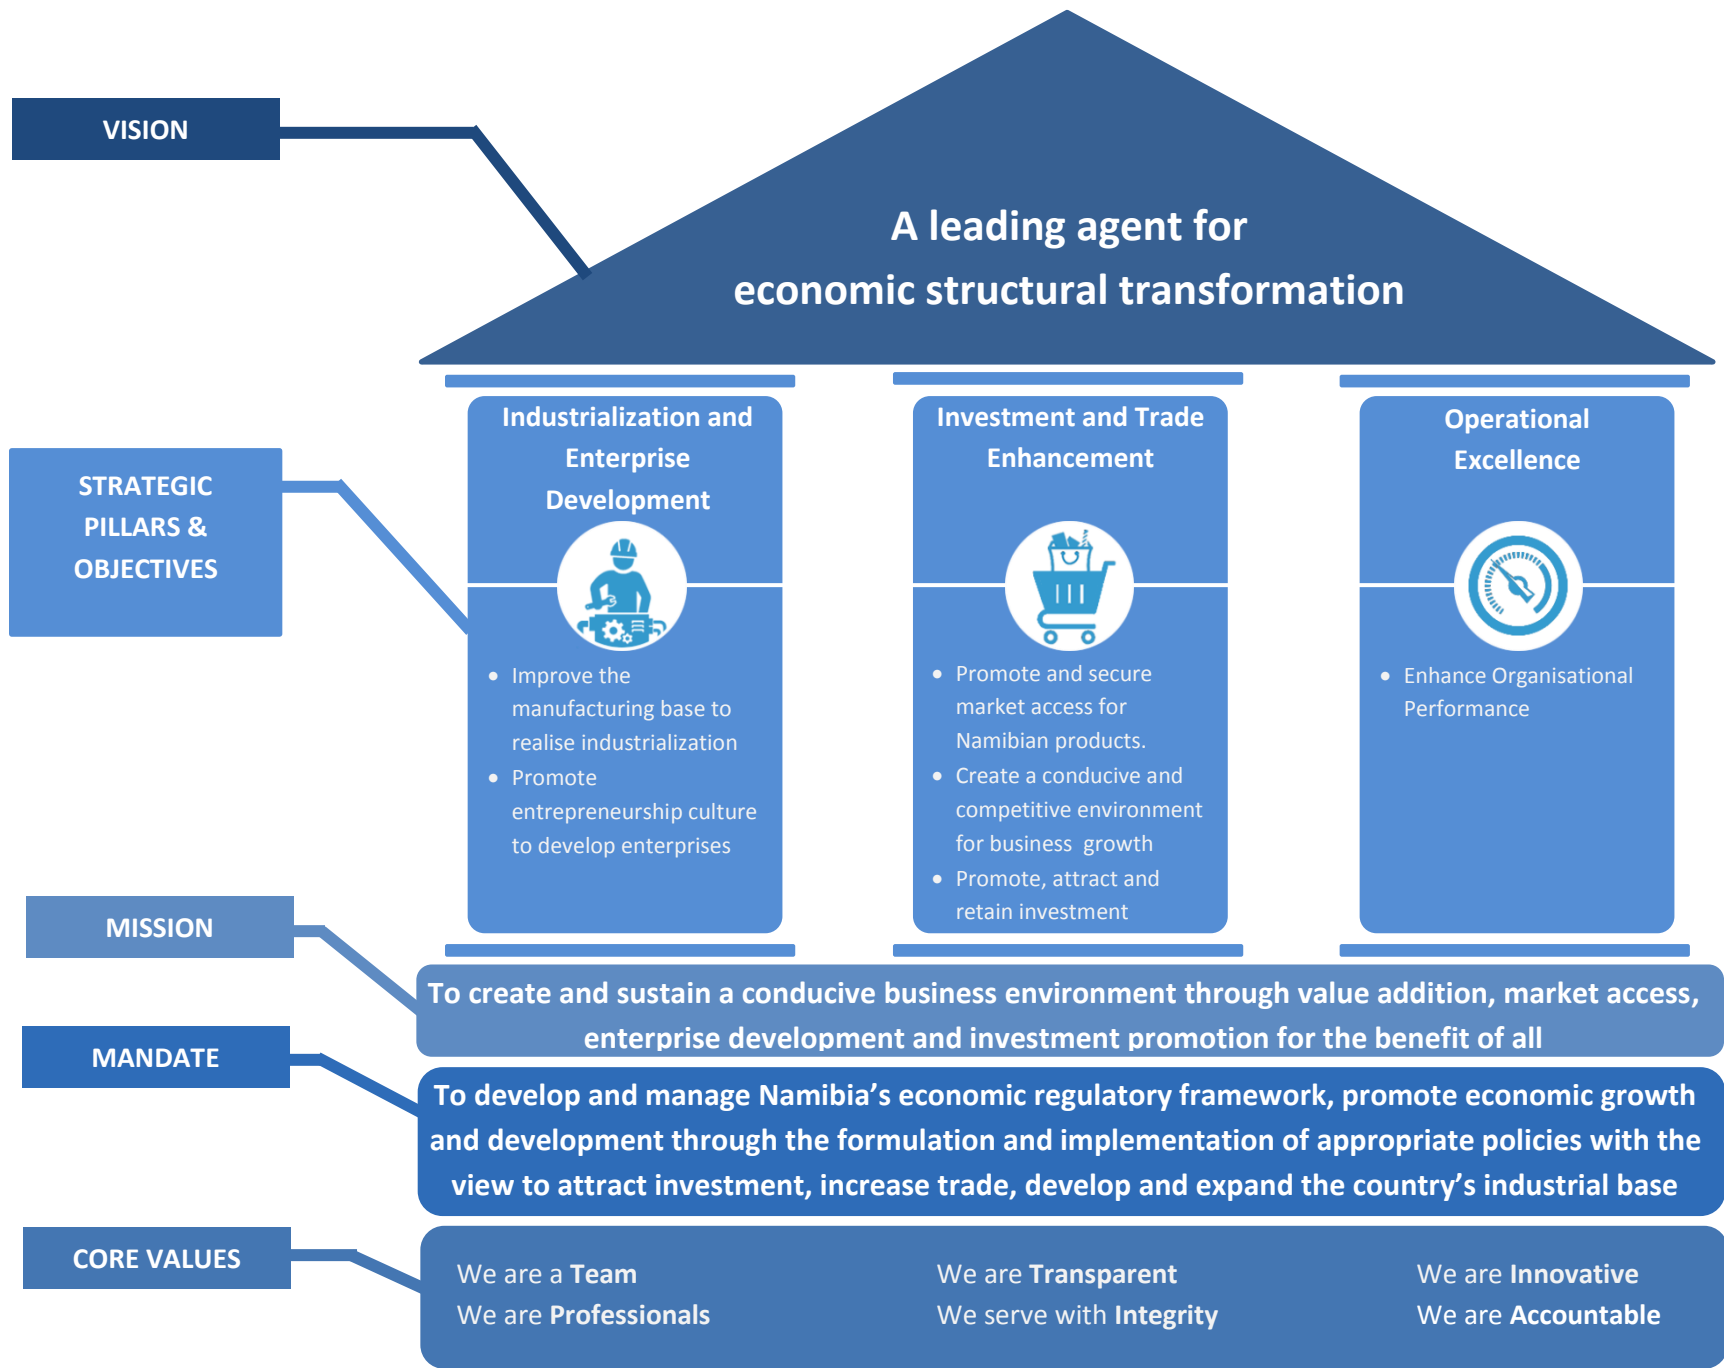 VISION
A leading agent for
economic structural transformation
STRATEGIC
PILLARS &
OBJECTIVES
Industrialization and
Enterprise
Development
• Improve the
manufacturing base to
realise industrialization
• Promote
entrepreneurship culture
to develop enterprises
Investment and Trade
Enhancement
• Promote and secure
market access for
Namibian products.
• Create a conducive and
competitive environment
for business growth
• Promote, attract and
retain investment
Operational
Excellence
• Enhance Organisational
Performance
MISSION
To create and sustain a conducive business environment through value addition, market access,
enterprise development and investment promotion for the benefit of all
MANDATE
To develop and manage Namibia’s economic regulatory framework, promote economic growth
and development through the formulation and implementation of appropriate policies with the
view to attract investment, increase trade, develop and expand the country’s industrial base
CORE VALUES
We are a Team
We are Professionals
We are Transparent
We serve with Integrity
We are Innovative
We are Accountable